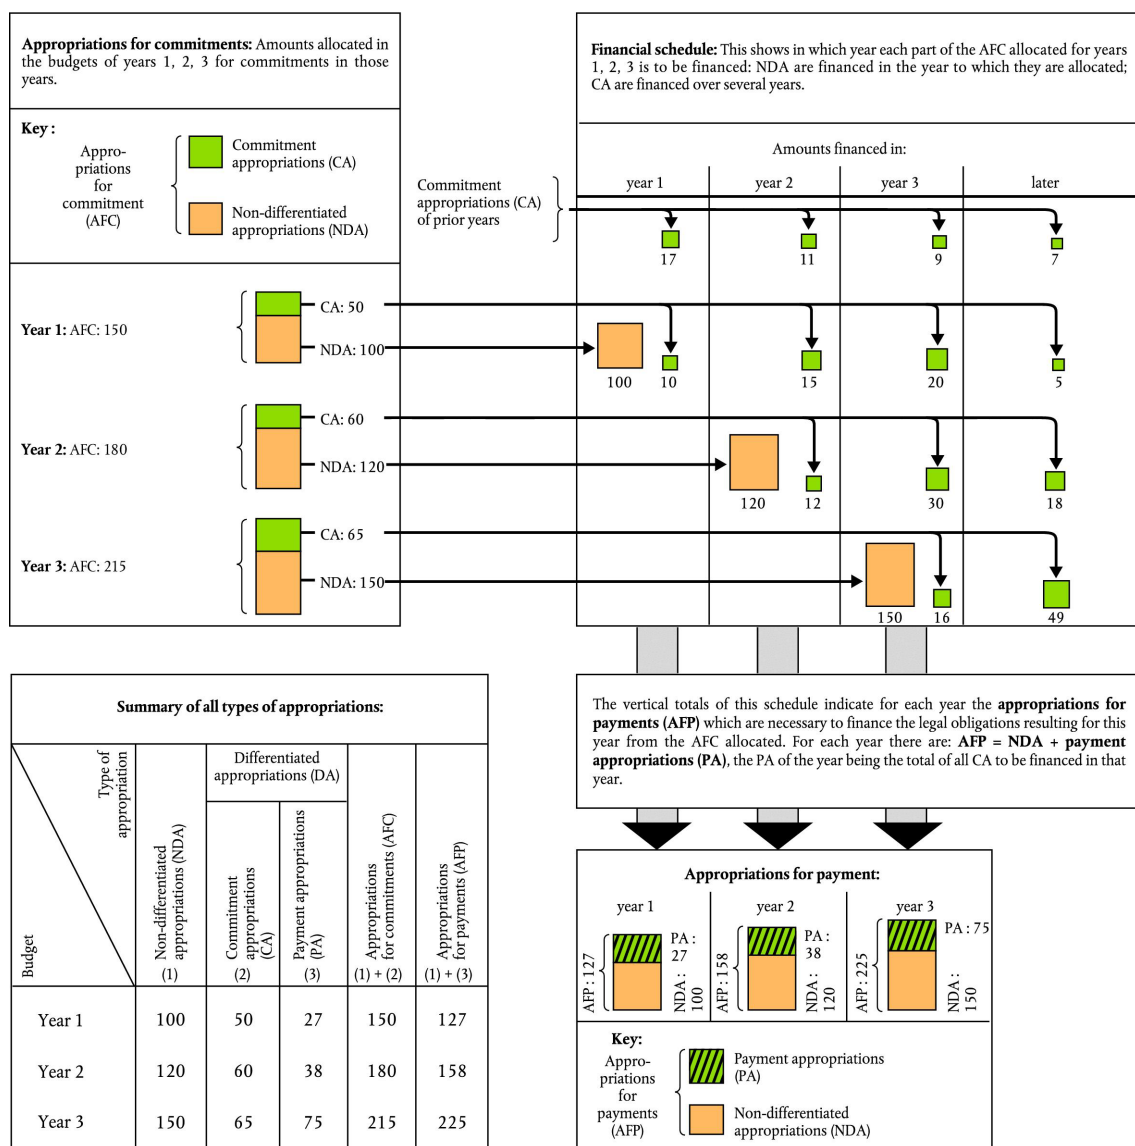 Appropriations for commitments: Amounts allocated in
the budgets of years 1, 2, 3 for commitments in those
years.
Key :
Appro-
priations
for
commitment
(AFC)
Commitment
appropriations (CA)
Non-differentiated
appropriations (NDA)
Year 1: AFC: 150
CA: 50
NDA: 100
Year 2: AFC: 180
CA: 60
NDA: 120
Year 3: AFC: 215
CA: 65
NDA: 150
Financial schedule: This shows in which year each part of the AFC allocated for years
1, 2, 3 is to be financed: NDA are financed in the year to which they are allocated;
CA are financed over several years.
Amounts financed in:
year 1 year 2 year 3 later
Commitment
appropriations (CA)
of prior years
17 11 9 7
100 10 15 20 5
120 12 30 18
150 16 49
The vertical totals of this schedule indicate for each year the appropriations for
payments (AFP) which are necessary to finance the legal obligations resulting for this
year from the AFC allocated. For each year there are: AFP = NDA + payment
appropriations (PA), the PA of the year being the total of all CA to be financed in that
year.
Summary of all types of appropriations:
Type of
appropriation
Budget
Differentiated
appropriations (DA)
Non-differentiated
appropriations (NDA)
(1)
Commitment
appropriations
(CA)
(2)
Payment appropriations
(PA)
(3)
Appropriations
for commitments (AFC)
(1) + (2)
Appropriations
for payments (AFP)
(1) + (3)
Year 1 100 50 27 150 127
Year 2 120 60 38 180 158
Year 3 150 65 75 215 225
Appropriations for payment:
year 1
AFP : 127
PA :
27
NDA :
100
year 2
AFP : 158
PA :
38
NDA :
120
year 3
AFP : 225
PA : 75
NDA :
150
Key:
Appro-
priations
for
payments
(AFP)
Payment appropriations
(PA)
Non-differentiated
appropriations (NDA)